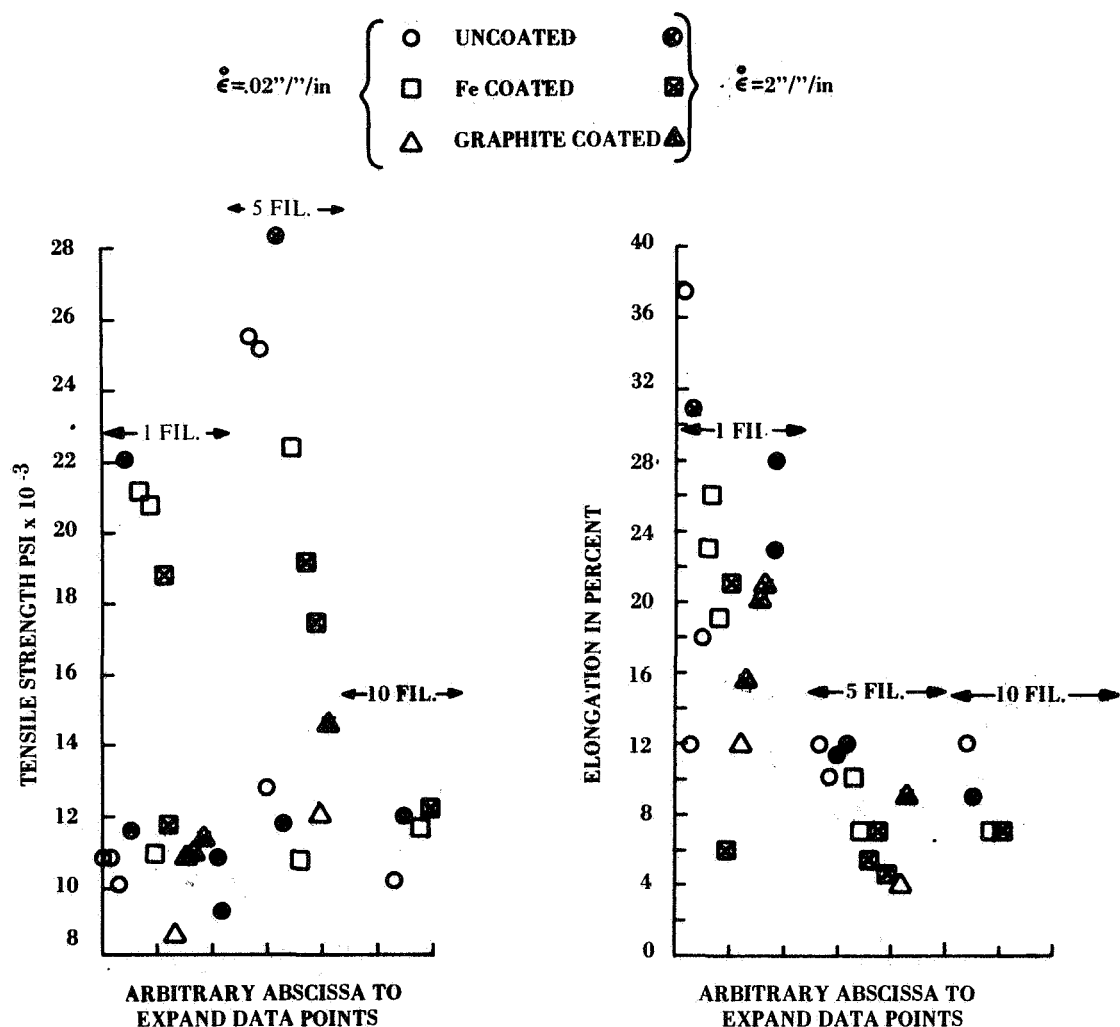 UNCOATED
ε̇=.02"/"/in Fe COATED ε̇=2"/"/in
GRAPHITE COATED
5 FIL.
28
26
24
1 FIL.
22
20
18
16
10 FIL.
14
12
10
8
TENSILE STRENGTH PSI x 10 -3
ARBITRARY ABSCISSA TO
EXPAND DATA POINTS
40
36
32
1 FIL.
28
24
20
16
5 FIL.
10 FIL.
12
8
4
0
ELONGATION IN PERCENT
ARBITRARY ABSCISSA TO
EXPAND DATA POINTS